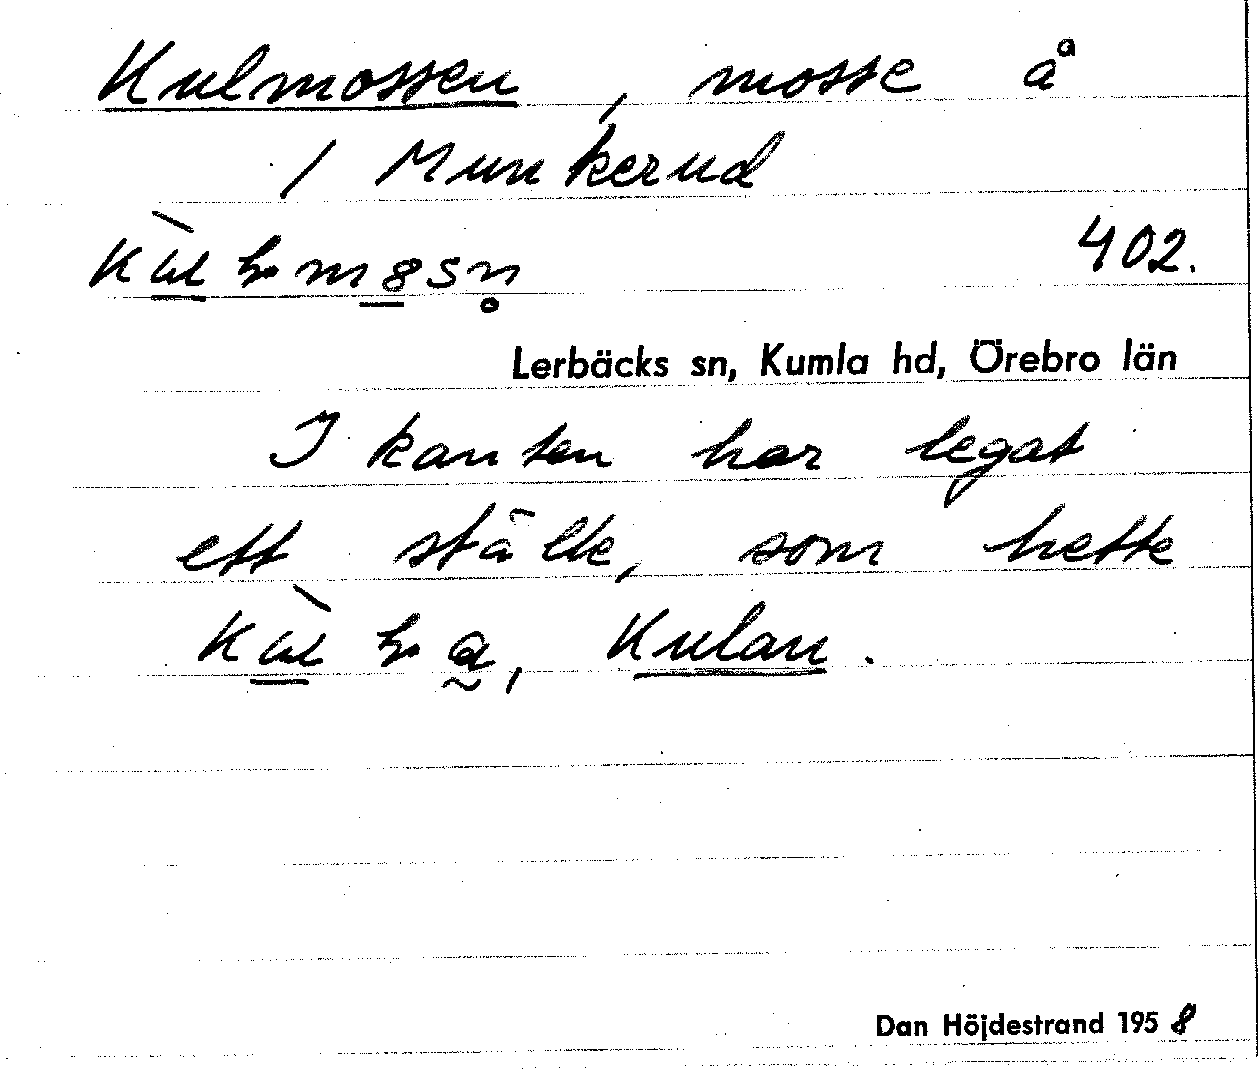 Kulmossen, mosse å
/ Munkerud
402.
Lerbäcks sn, Kumla hd, Örebro län
I kanten har legat
ett ställe, som hette
Kulan.
Dan Höjdestrand 1958